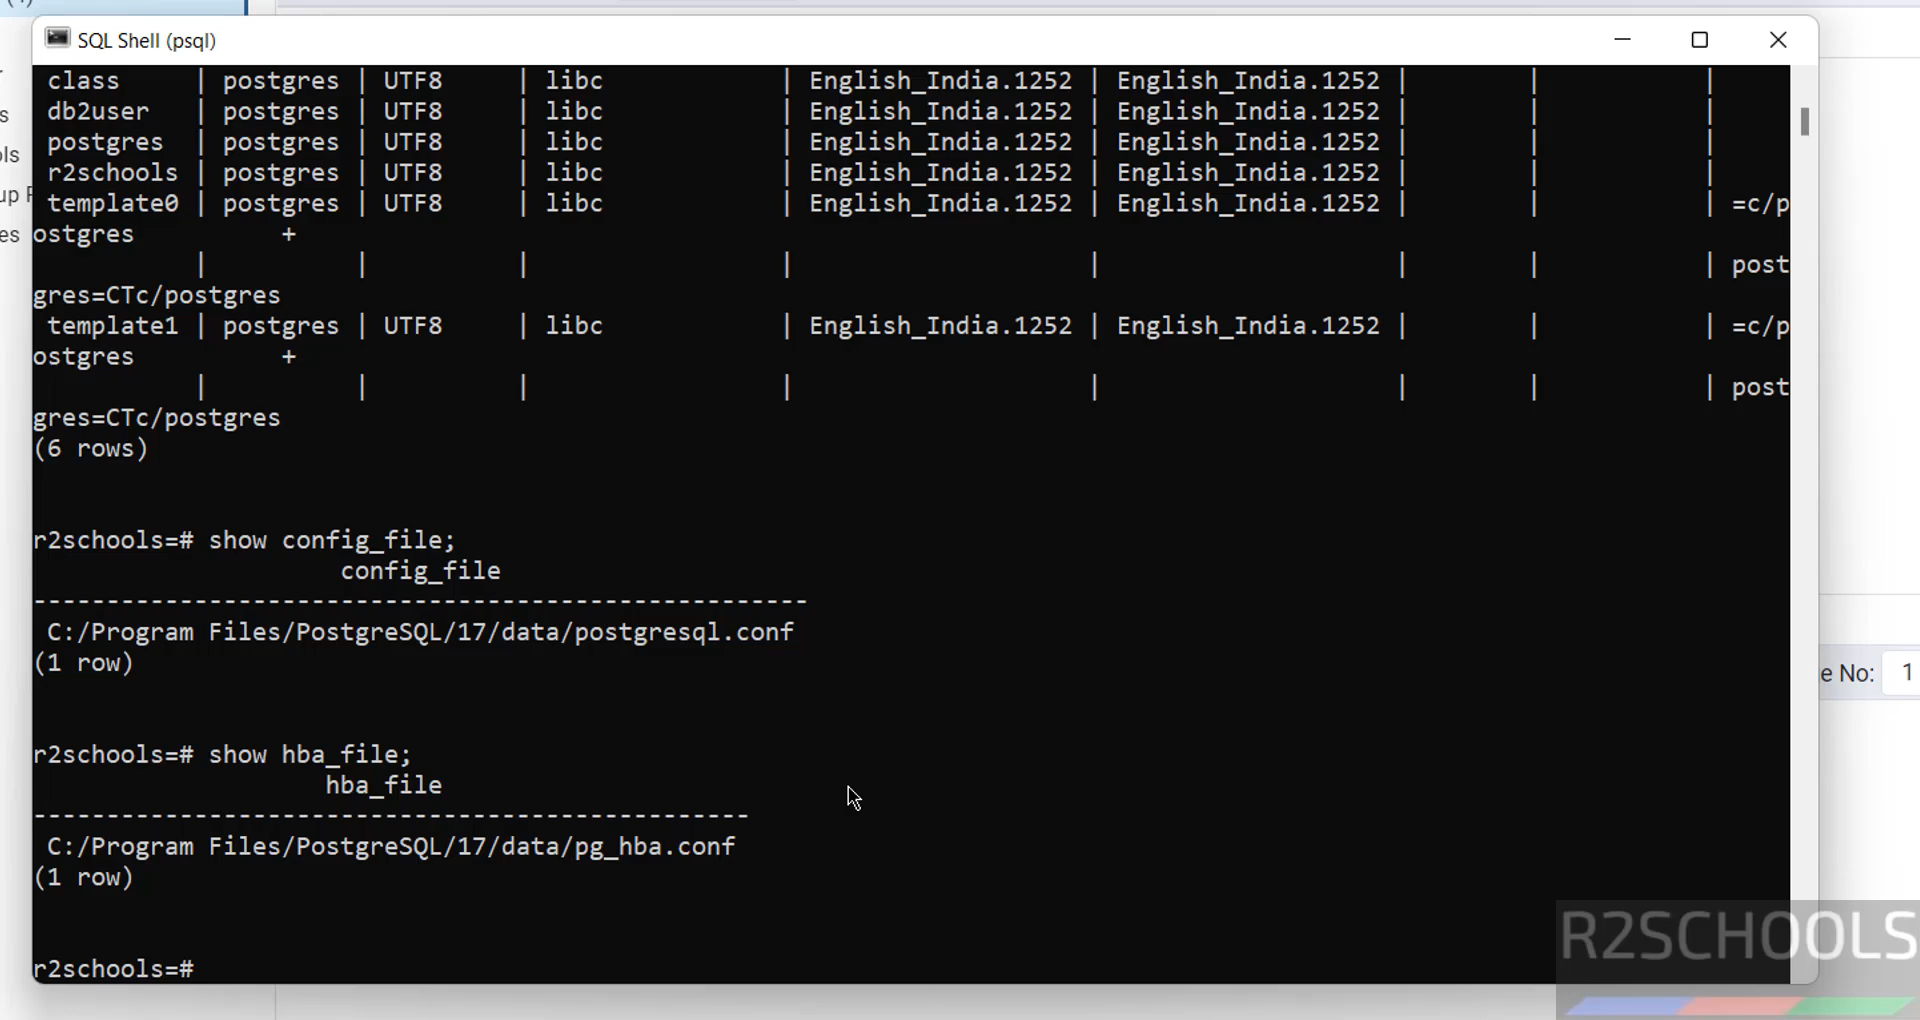 SQL Shell (psql)
class | postgres | UTF8 | libc | English_India.1252 | English_India.1252 | | |
db2user | postgres | UTF8 | libc | English_India.1252 | English_India.1252 | | |
postgres | postgres | UTF8 | libc | English_India.1252 | English_India.1252 | | |
r2schools | postgres | UTF8 | libc | English_India.1252 | English_India.1252 | | |
template0 | postgres | UTF8 | libc | English_India.1252 | English_India.1252 | | | =c/p
ostgres +
| | | | | | | | post
gres=CTc/postgres
template1 | postgres | UTF8 | libc | English_India.1252 | English_India.1252 | | | =c/p
ostgres +
| | | | | | | | post
gres=CTc/postgres
(6 rows)
r2schools=# show config_file;
config_file
-----------------------------------------------------
C:/Program Files/PostgreSQL/17/data/postgresql.conf
(1 row)
r2schools=# show hba_file;
hba_file
-------------------------------------------------
C:/Program Files/PostgreSQL/17/data/pg_hba.conf
(1 row)
r2schools=#
e No: 1
R2SCHOOLS